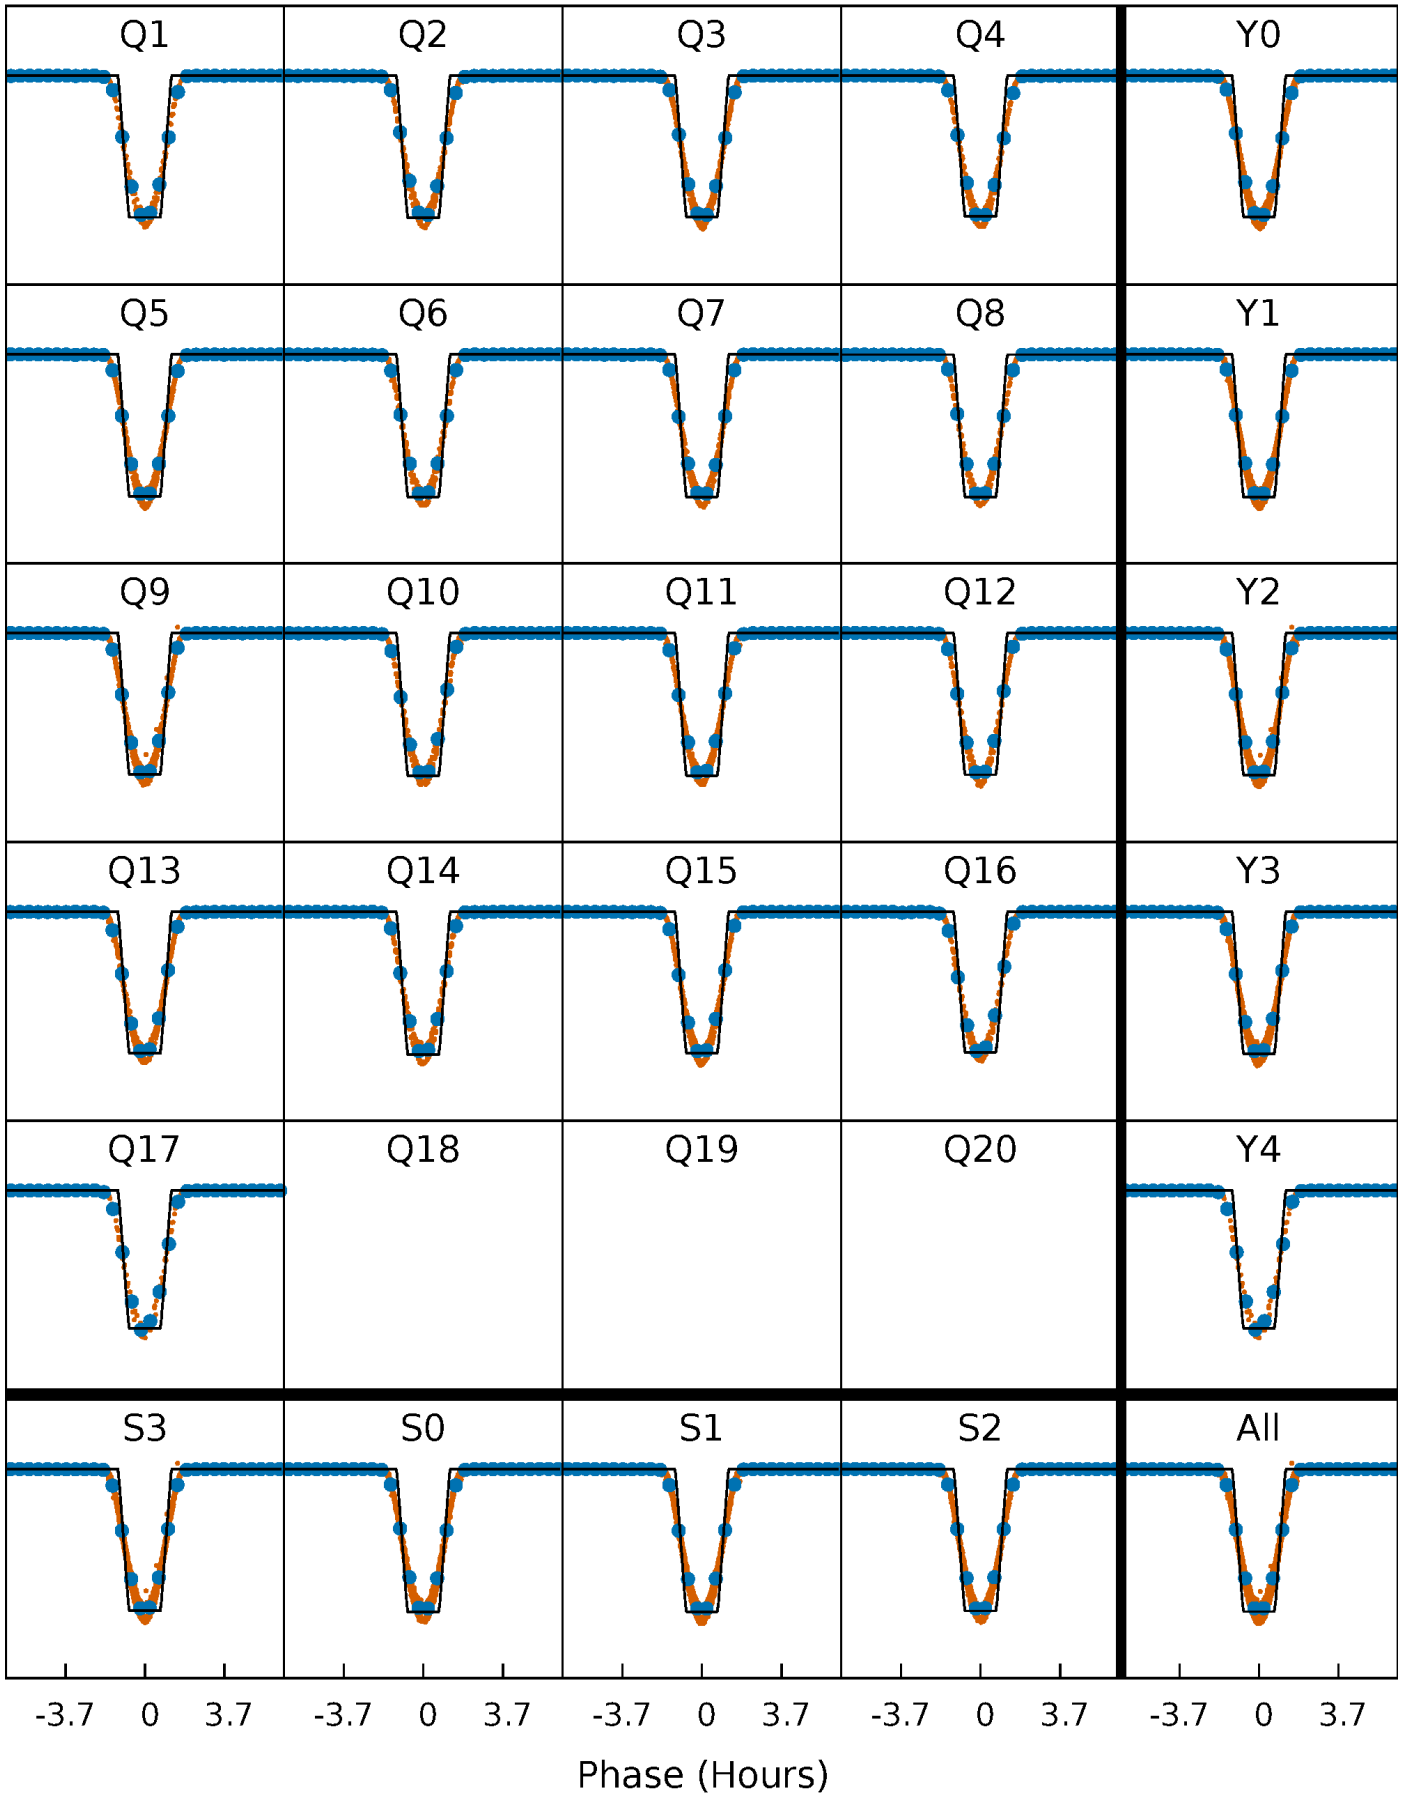 Q1 Q2 Q3 Q4 Y0
Q5 Q6 Q7 Q8 Y1
Q9 Q10 Q11 Q12 Y2
Q13 Q14 Q15 Q16 Y3
Q17 Q18 Q19 Q20 Y4
S3 S0 S1 S2 All
-3.7 0 3.7 -3.7 0 3.7 -3.7 0 3.7 -3.7 0 3.7 -3.7 0 3.7
Phase (Hours)